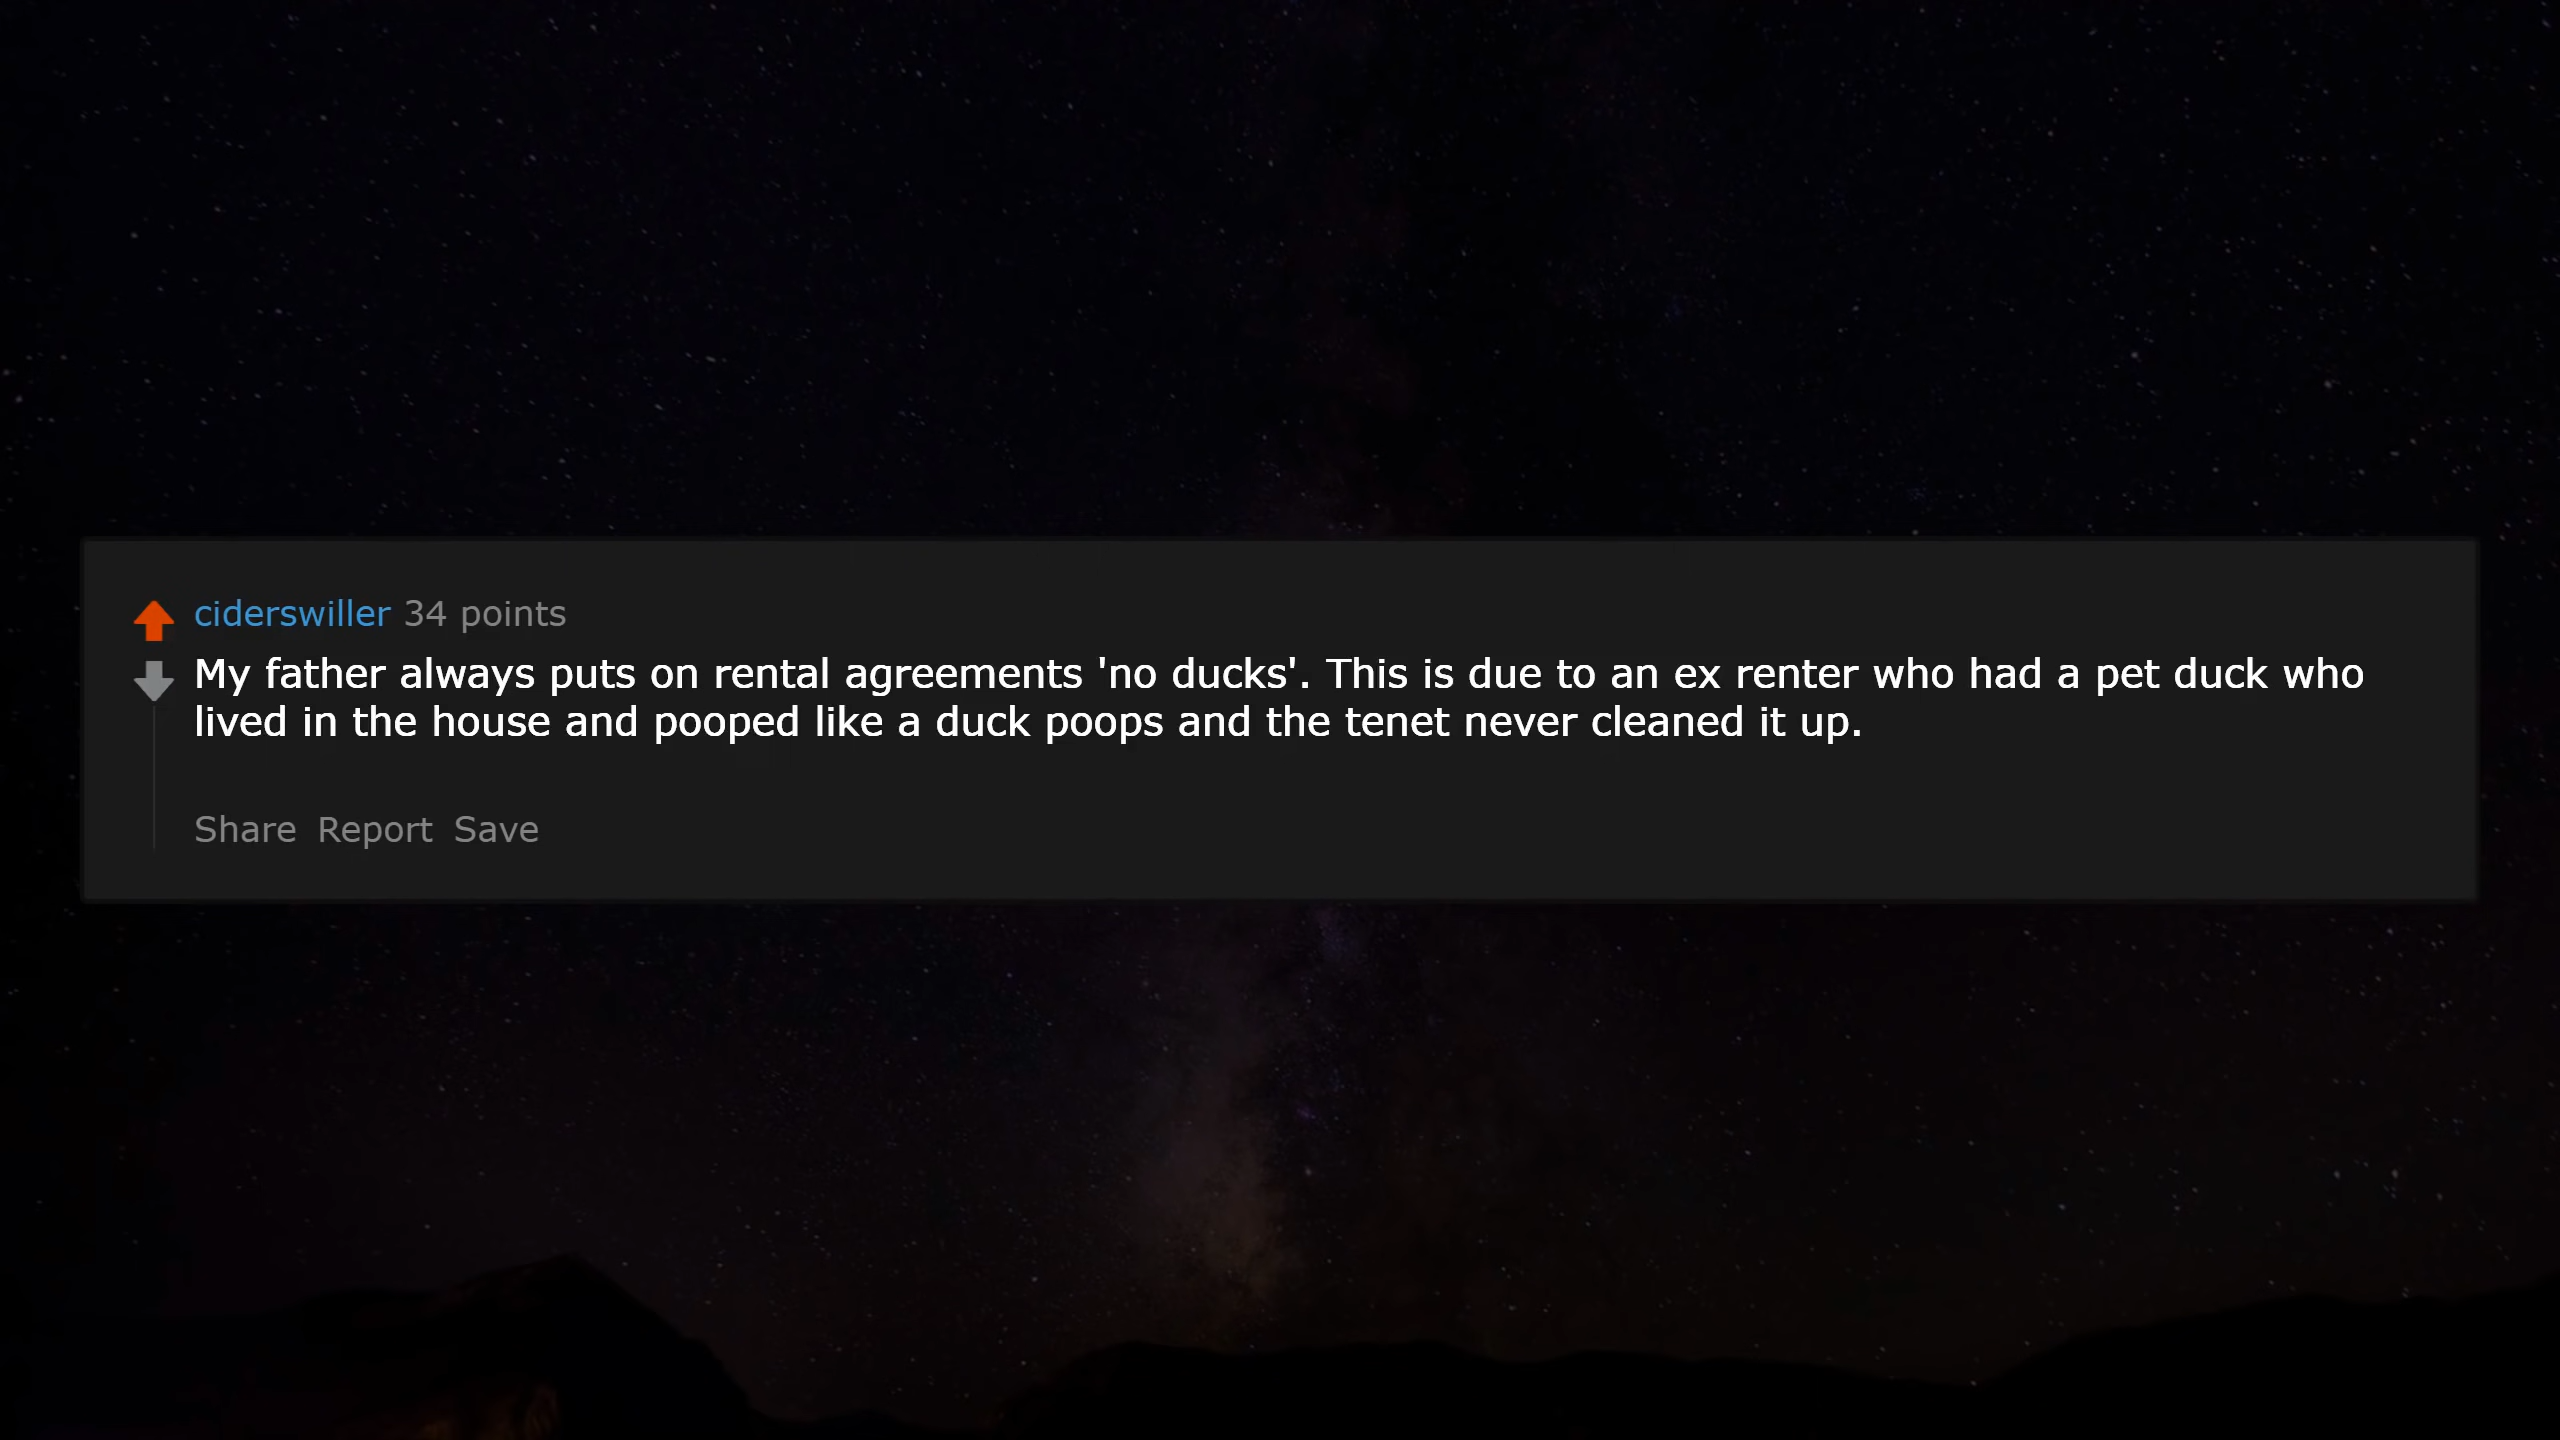 ciderswiller 34 points
My father always puts on rental agreements 'no ducks'. This is due to an ex renter who had a pet duck who
lived in the house and pooped like a duck poops and the tenet never cleaned it up.
Share Report Save